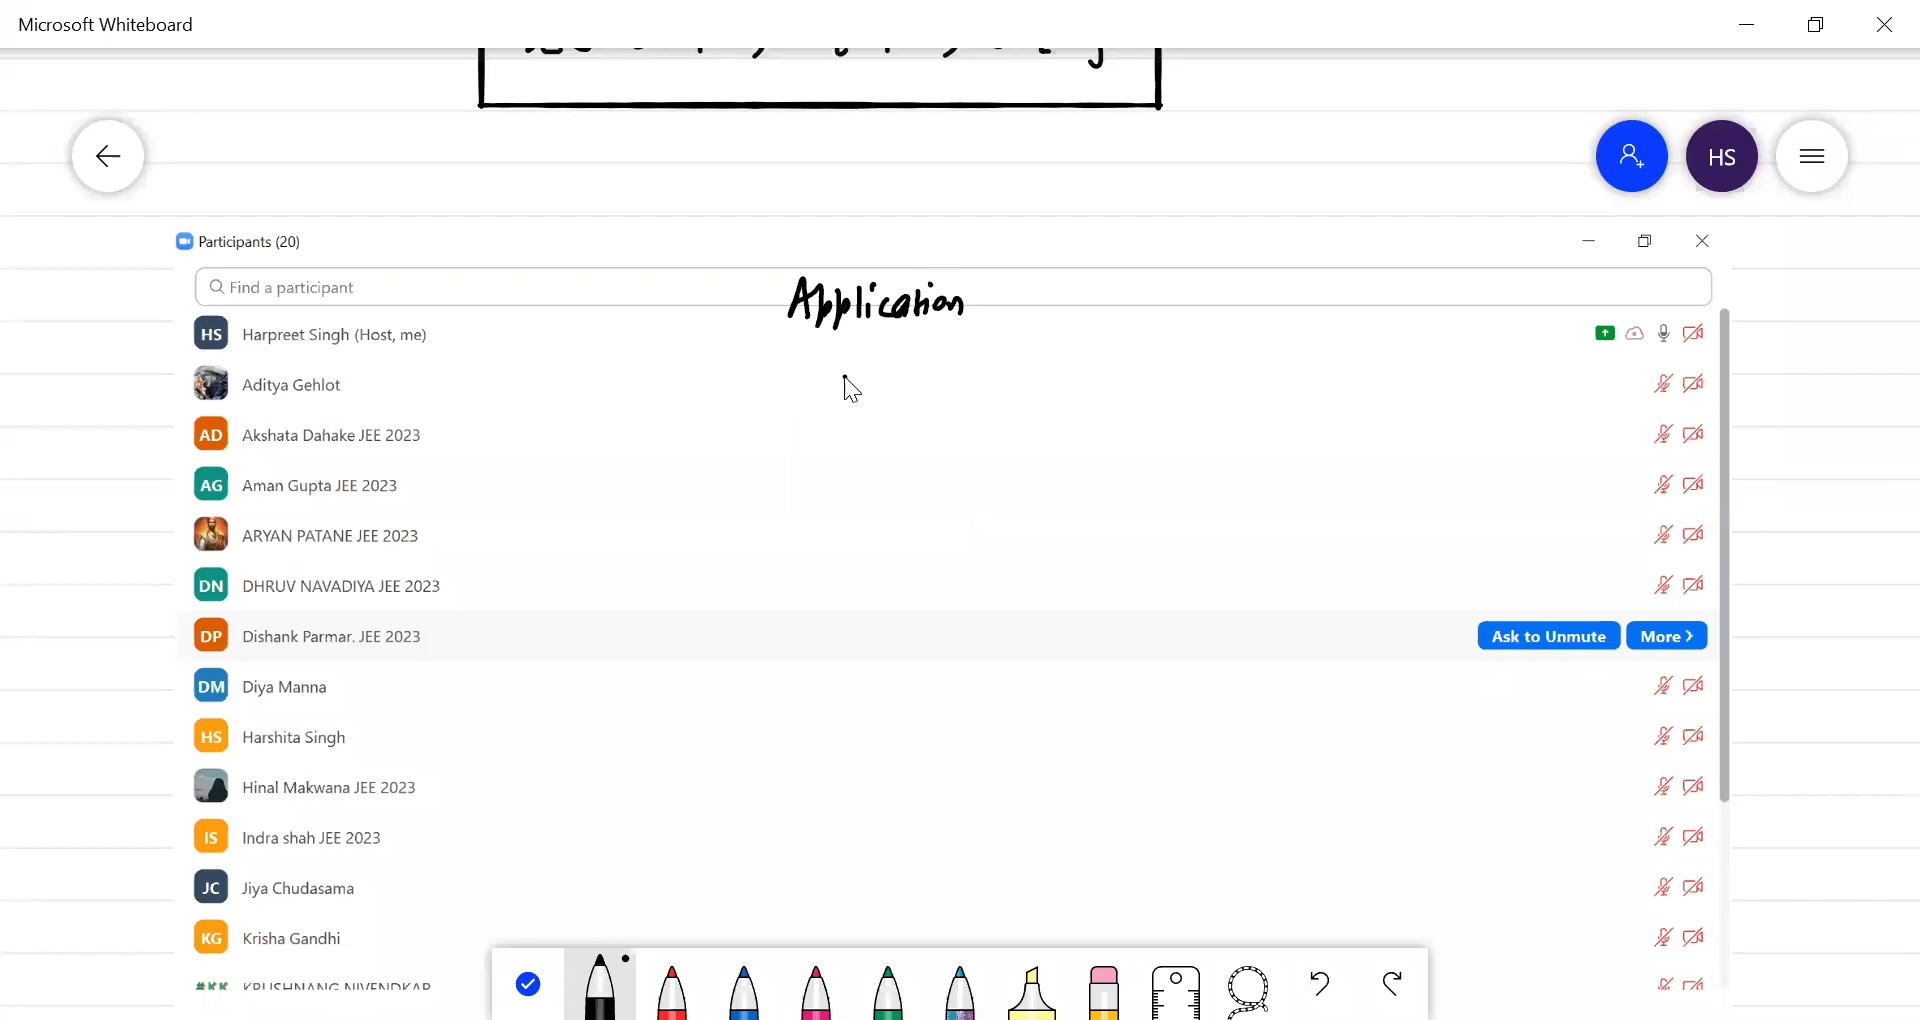 Microsoft Whiteboard
HS
Participants (20)
Find a participant
Application
HS Harpreet Singh (Host, me)
Aditya Gehlot
AD Akshata Dahake JEE 2023
AG Aman Gupta JEE 2023
ARYAN PATANE JEE 2023
DN DHRUV NAVADIYA JEE 2023
DP Dishank Parmar. JEE 2023 Ask to Unmute More
DM Diya Manna
HS Harshita Singh
Hinal Makwana JEE 2023
IS Indra shah JEE 2023
JC Jiya Chudasama
KG Krisha Gandhi
KRUSHNANG NIVENDKAR